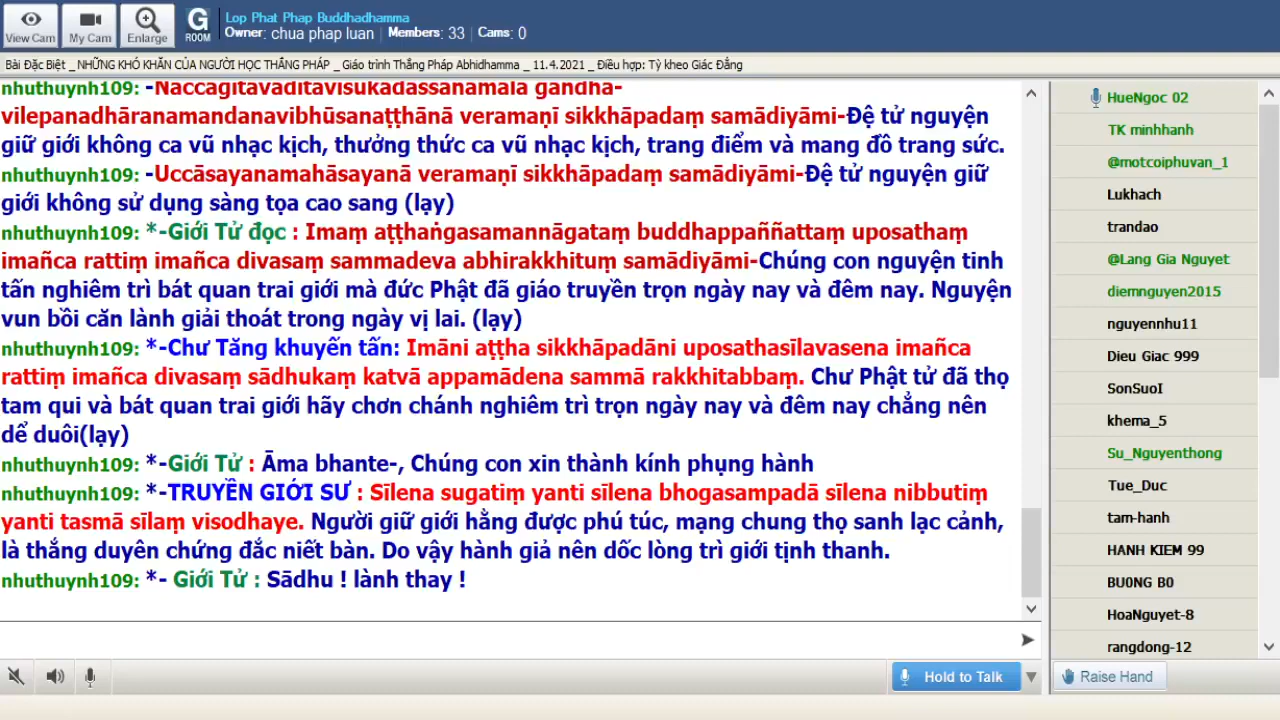 View Cam
My Cam
Enlarge
G
ROOM
Lop Phat Phap Buddhadhamma
Owner: chua phap luan | Members: 33 | Cams: 0
Bài Đặc Biệt _ NHỮNG KHÓ KHĂN CỦA NGƯỜI HỌC THẮNG PHÁP _ Giáo trình Thắng Pháp Abhidhamma _ 11.4.2021 _ Điều hợp: Tỳ kheo Giác Đẳng
nhuthuynh109: -Naccagītavāditavisūkadassanamālā gandha-
vilepanadhāranamandanavibhūsanaṭṭhānā veramaṇī sikkhāpadaṃ samādiyāmi-Đệ tử nguyện
giữ giới không ca vũ nhạc kịch, thưởng thức ca vũ nhạc kịch, trang điểm và mang đồ trang sức.
nhuthuynh109: -Uccāsayanamahāsayanā veramaṇī sikkhāpadaṃ samādiyāmi-Đệ tử nguyện giữ
giới không sử dụng sàng tọa cao sang (lạy)
nhuthuynh109: *-Giới Tử đọc : Imaṃ aṭṭhaṅgasamannāgataṃ buddhappaññattaṃ uposathaṃ
imañca rattiṃ imañca divasaṃ sammadeva abhirakkhituṃ samādiyāmi-Chúng con nguyện tinh
tấn nghiêm trì bát quan trai giới mà đức Phật đã giáo truyền trọn ngày nay và đêm nay. Nguyện
vun bồi căn lành giải thoát trong ngày vị lai. (lạy)
nhuthuynh109: *-Chư Tăng khuyến tấn: Imāni aṭṭha sikkhāpadāni uposathasīlavasena imañca
rattiṃ imañca divasaṃ sādhukaṃ katvā appamādena sammā rakkhitabbaṃ. Chư Phật tử đã thọ
tam qui và bát quan trai giới hãy chơn chánh nghiêm trì trọn ngày nay và đêm nay chẳng nên
dể duôi(lạy)
nhuthuynh109: *-Giới Tử : Āma bhante-, Chúng con xin thành kính phụng hành
nhuthuynh109: *-TRUYỀN GIỚI SƯ : Sīlena sugatiṃ yanti sīlena bhogasampadā sīlena nibbutiṃ
yanti tasmā sīlaṃ visodhaye. Người giữ giới hằng được phú túc, mạng chung thọ sanh lạc cảnh,
là thắng duyên chứng đắc niết bàn. Do vậy hành giả nên dốc lòng trì giới tịnh thanh.
nhuthuynh109: *- Giới Tử : Sādhu ! lành thay !
HueNgoc 02
TK minhhanh
@motcoiphuvan_1
Lukhach
trandao
@Lang Gia Nguyet
diemnguyen2015
nguyennhu11
Dieu Giac 999
SonSuoI
khema_5
Su_Nguyenthong
Tue_Duc
tam-hanh
HANH KIEM 99
BU0NG B0
HoaNguyet-8
rangdong-12
Hold to Talk
Raise Hand